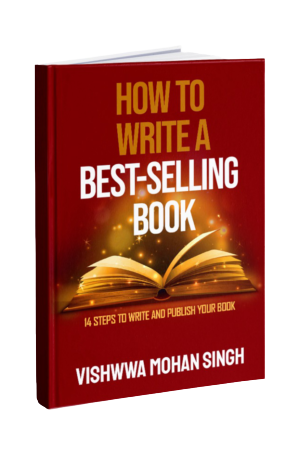 HOW TO
WRITE A
BEST-SELLING
BOOK
14 STEPS TO WRITE AND PUBLISH YOUR BOOK
VISHWWA MOHAN SINGH